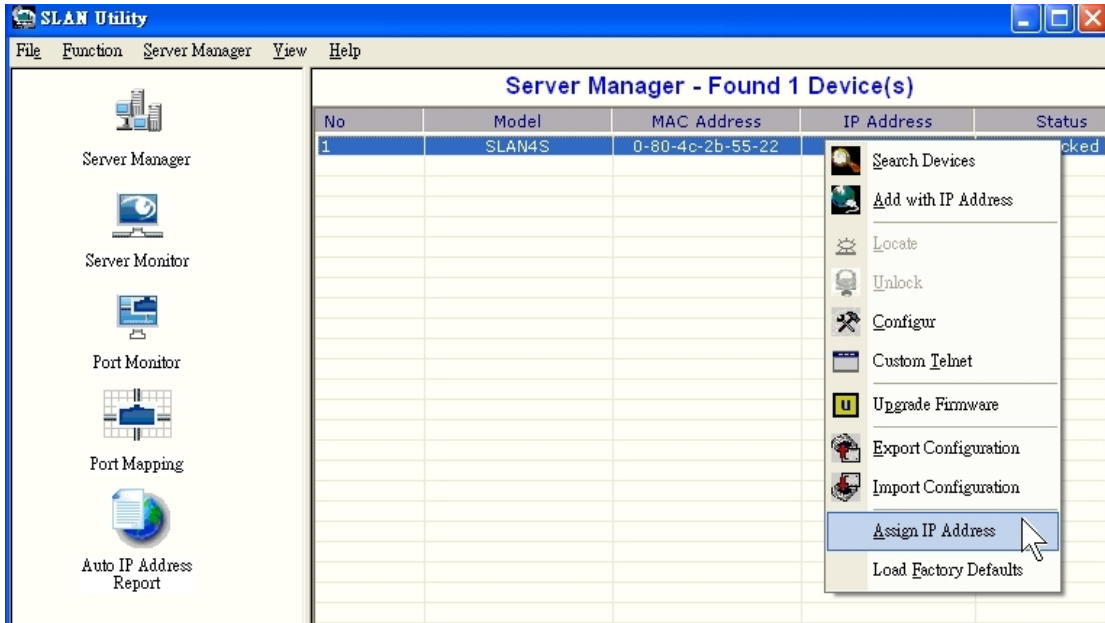 SLAN Utility
File Function Server Manager View Help
Server Manager
Server Monitor
Port Monitor
Port Mapping
Auto IP Address
Report
Server Manager - Found 1 Device(s)
No Model MAC Address IP Address Status
1 SLAN4S 0-80-4c-2b-55-22 cked
Search Devices
Add with IP Address
Locate
Unlock
Configur
Custom Telnet
u Upgrade Firmware
Export Configuration
Import Configuration
Assign IP Address
Load Factory Defaults